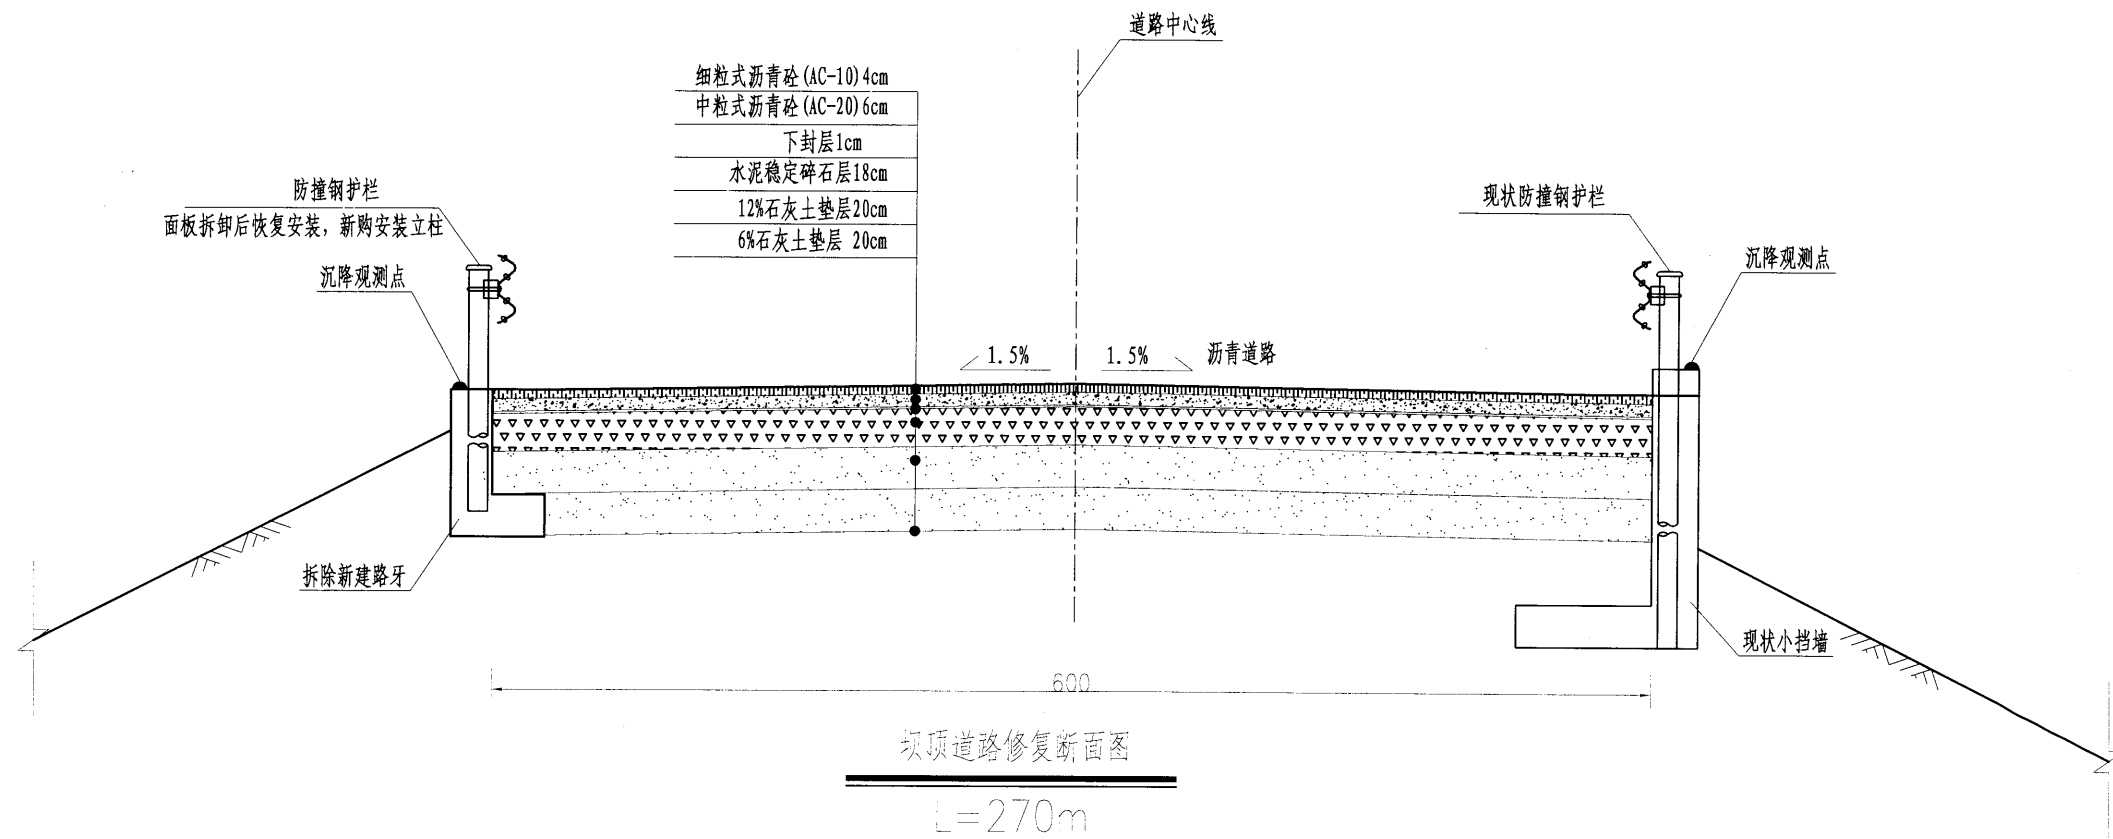 道路中心线
细粒式沥青砼(AC-10)4cm
中粒式沥青砼(AC-20)6cm
下封层1cm
水泥稳定碎石层18cm
12%石灰土垫层20cm
6%石灰土垫层 20cm
防撞钢护栏
面板拆卸后恢复安装，新购安装立柱
沉降观测点
现状防撞钢护栏
沉降观测点
1.5%
1.5%
沥青道路
拆除新建路牙
现状小挡墙
600
坝顶道路修复断面图
L=270m